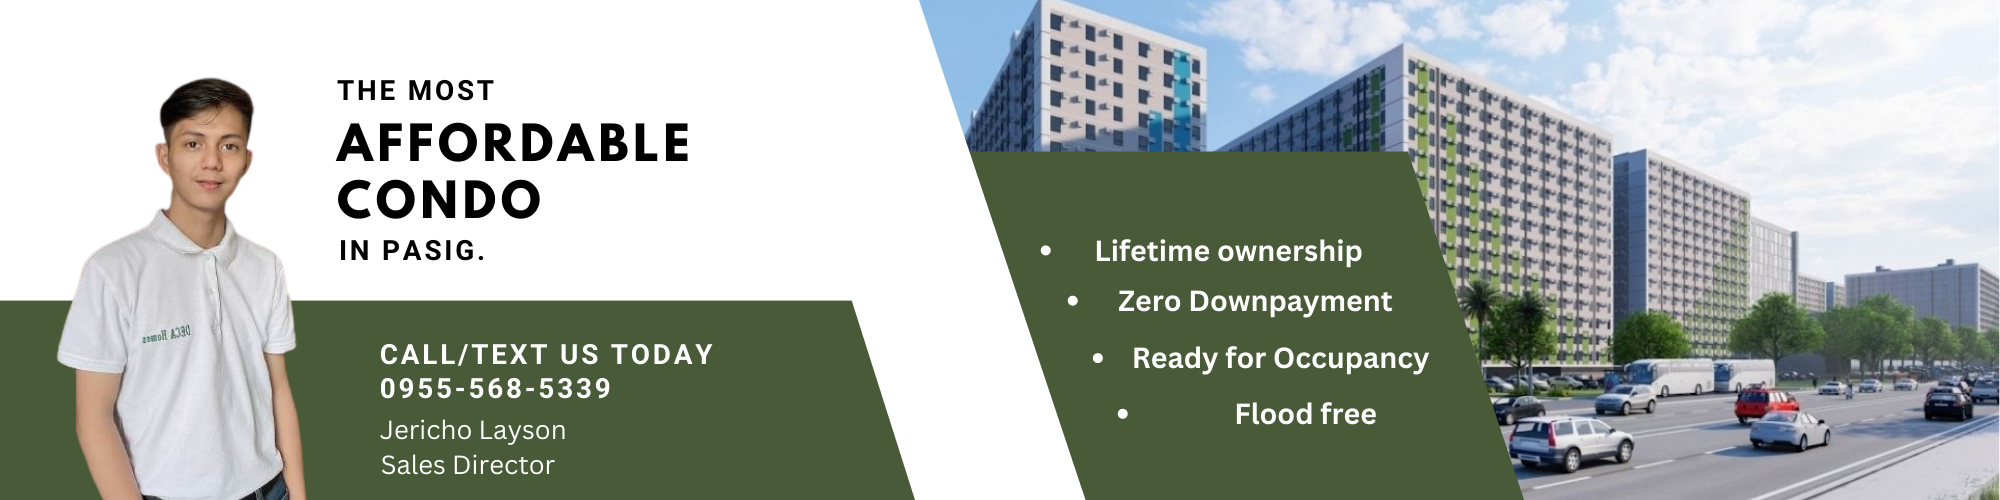 THE MOST
AFFORDABLE
CONDO
IN PASIG.
CALL/TEXT US TODAY
0955-568-5339
Jericho Layson
Sales Director
DECA Homes
• Lifetime ownership
• Zero Downpayment
• Ready for Occupancy
• Flood free